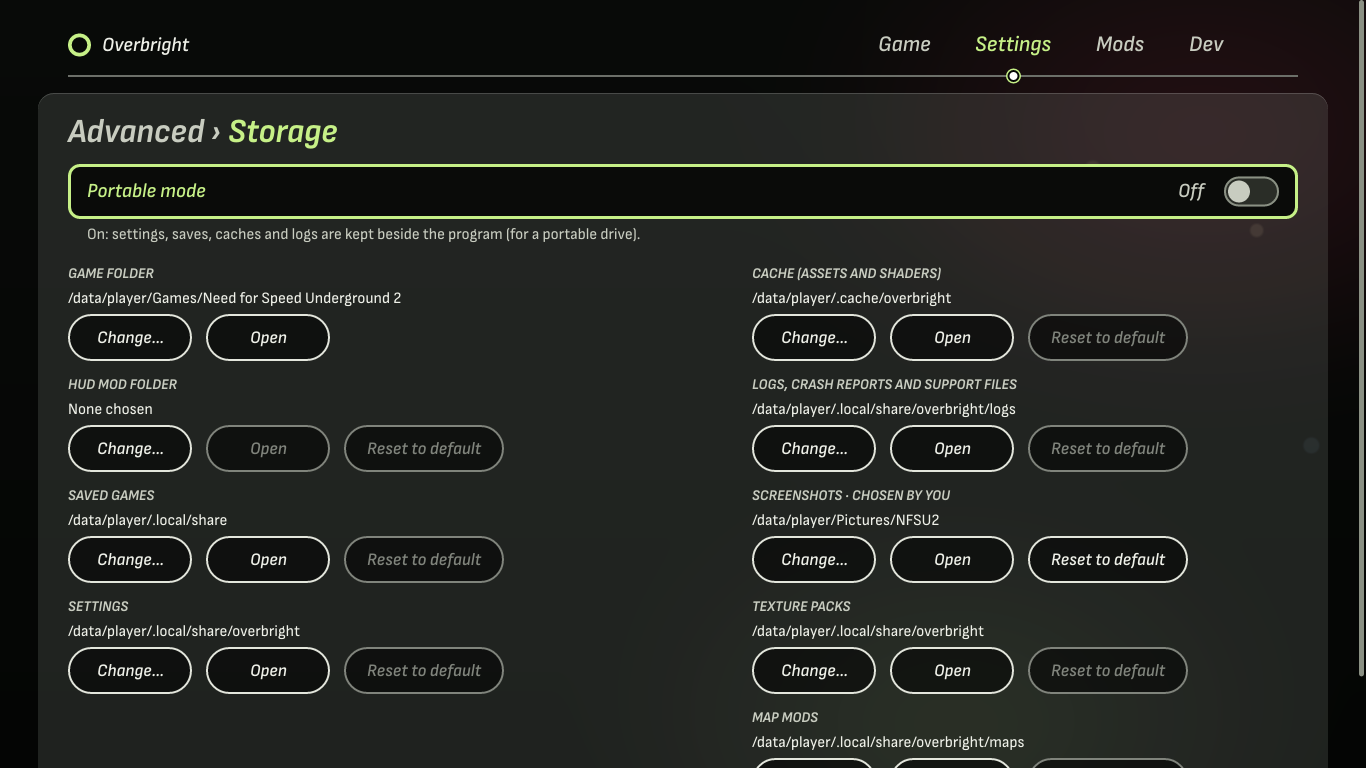 Overbright
Game Settings Mods Dev
Advanced › Storage
Portable mode Off
On: settings, saves, caches and logs are kept beside the program (for a portable drive).
GAME FOLDER
/data/player/Games/Need for Speed Underground 2
Change... Open
HUD MOD FOLDER
None chosen
Change... Open Reset to default
SAVED GAMES
/data/player/.local/share
Change... Open Reset to default
SETTINGS
/data/player/.local/share/overbright
Change... Open Reset to default
CACHE (ASSETS AND SHADERS)
/data/player/.cache/overbright
Change... Open Reset to default
LOGS, CRASH REPORTS AND SUPPORT FILES
/data/player/.local/share/overbright/logs
Change... Open Reset to default
SCREENSHOTS · CHOSEN BY YOU
/data/player/Pictures/NFSU2
Change... Open Reset to default
TEXTURE PACKS
/data/player/.local/share/overbright
Change... Open Reset to default
MAP MODS
/data/player/.local/share/overbright/maps